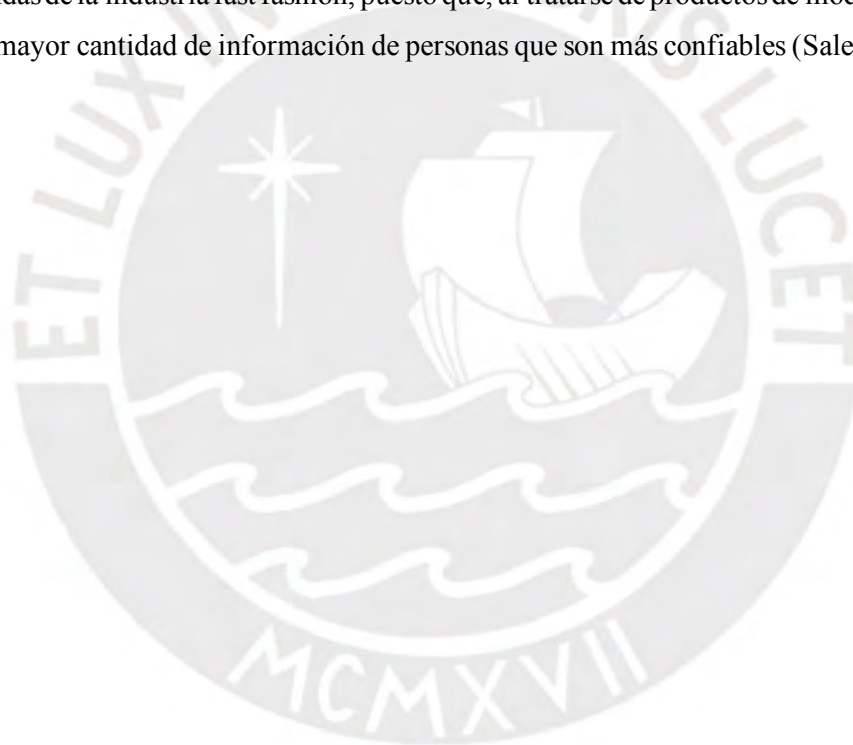 de la industria fast fashion, puesto que, al tratarse de productos de
mayor cantidad de información de personas que son más confiables (Sale
ET LUX IN
LUCET
MCMXVII